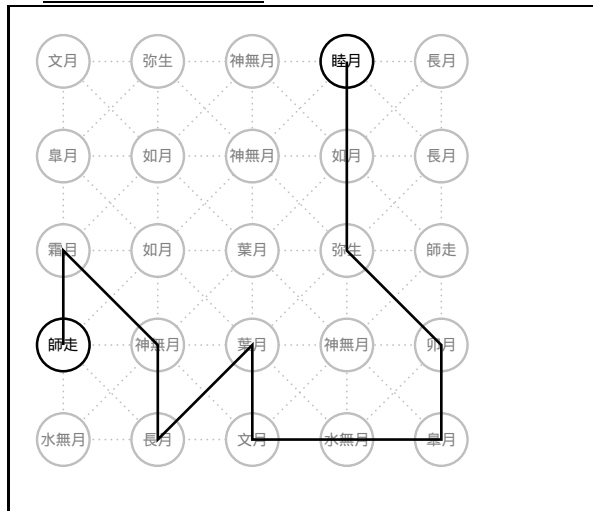 文月 弥生 神無月 睦月 長月
皐月 如月 神無月 如月 長月
霜月 如月 葉月 弥生 師走
師走 神無月 葉月 神無月 卯月
水無月 長月 文月 水無月 皐月